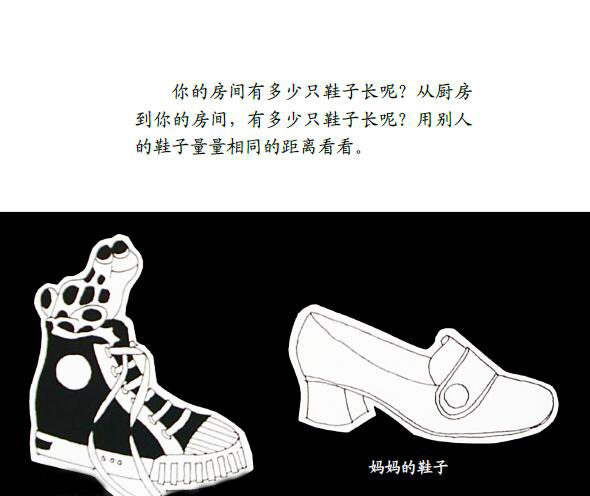 你的房间有多少只鞋子长呢？从厨房
到你的房间，有多少只鞋子长呢？用别人
的鞋子量量相同的距离看看。
妈妈的鞋子